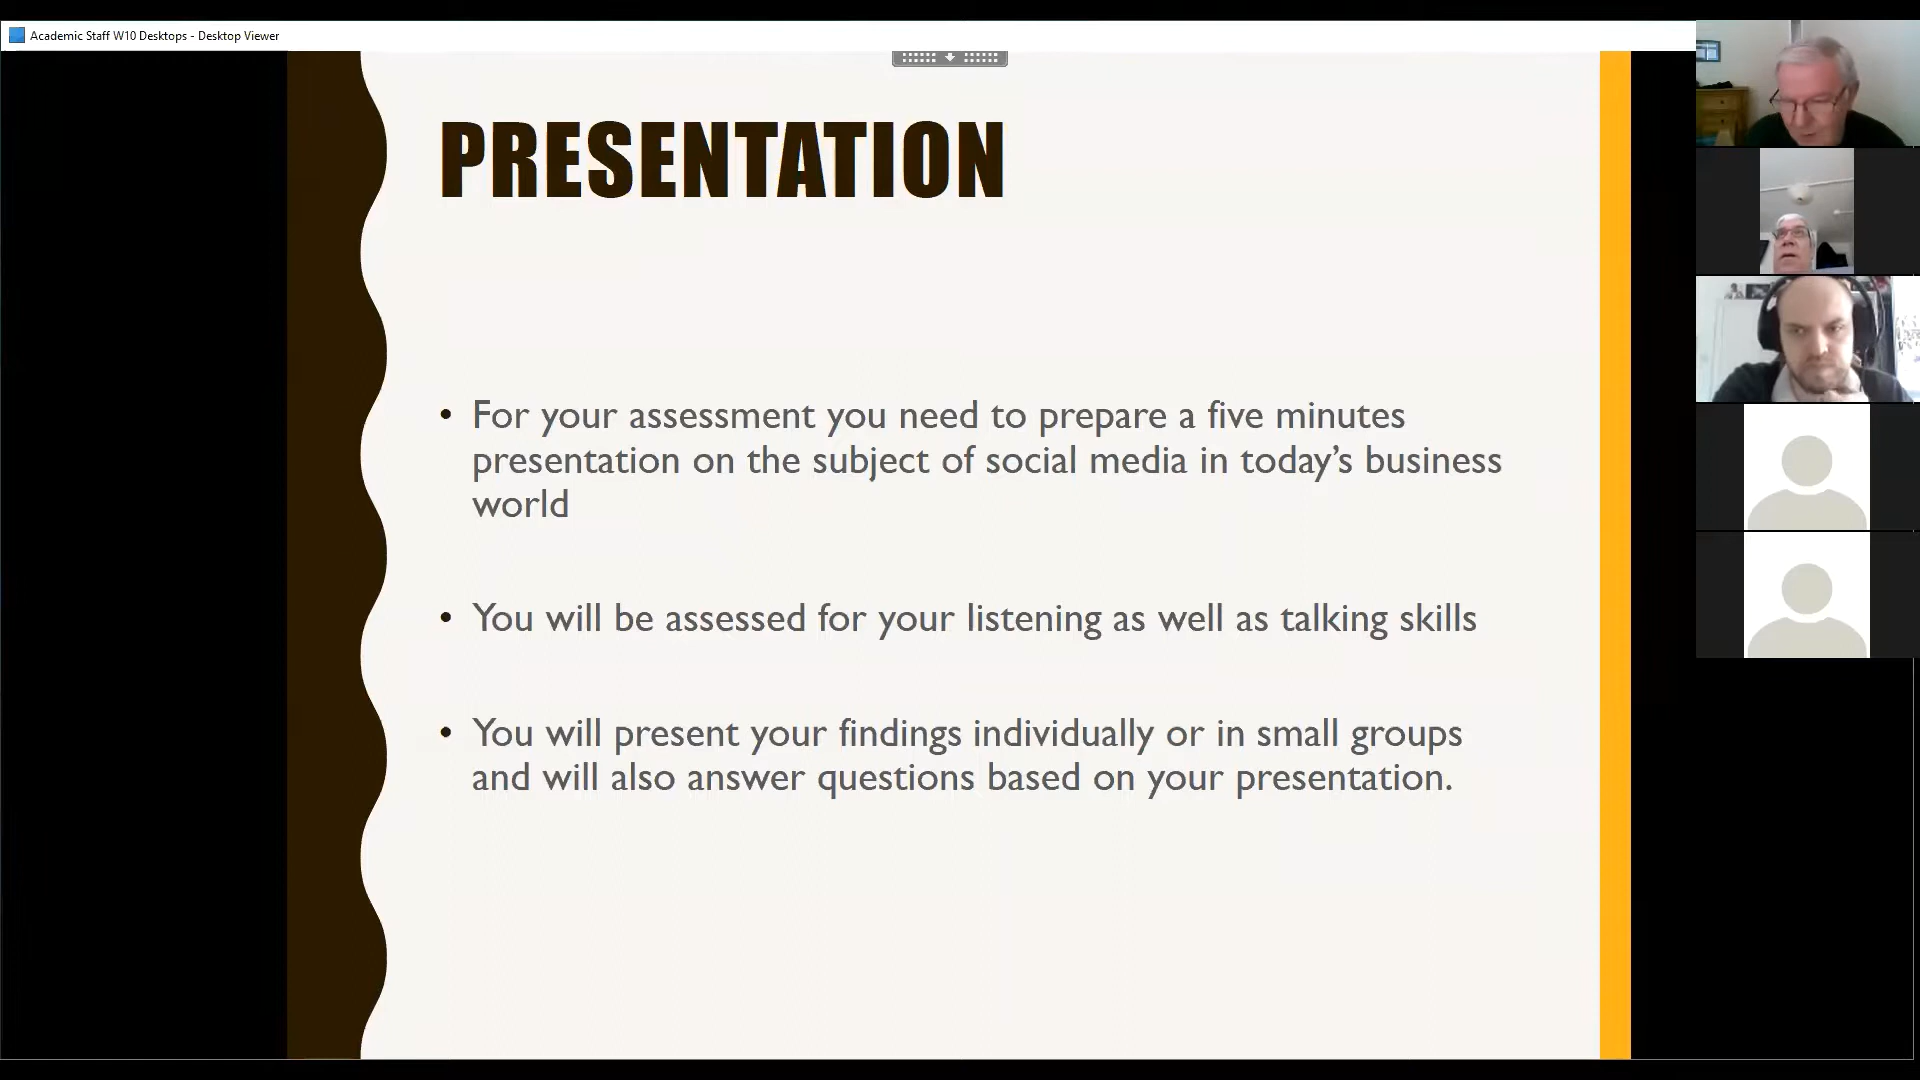 Academic Staff W10 Desktops - Desktop Viewer
PRESENTATION
• For your assessment you need to prepare a five minutes
presentation on the subject of social media in today’s business
world
• You will be assessed for your listening as well as talking skills
• You will present your findings individually or in small groups
and will also answer questions based on your presentation.